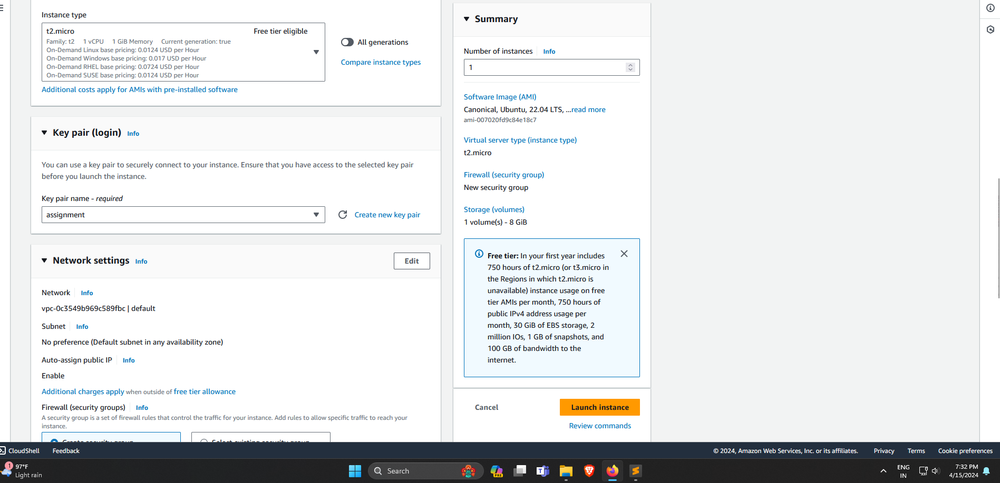 Instance type
t2.micro
Free tier eligible
Family: t2 1 vCPU 1 GiB Memory Current generation: true
On-Demand Linux base pricing: 0.0124 USD per Hour
On-Demand Windows base pricing: 0.017 USD per Hour
On-Demand RHEL base pricing: 0.0724 USD per Hour
On-Demand SUSE base pricing: 0.0124 USD per Hour
All generations
Compare instance types
Additional costs apply for AMIs with pre-installed software
Key pair (login) Info
You can use a key pair to securely connect to your instance. Ensure that you have access to the selected key pair
before you launch the instance.
Key pair name - required
assignment
Create new key pair
Network settings Info
Edit
Network Info
vpc-0c3549b969c589fbc | default
Subnet Info
No preference (Default subnet in any availability zone)
Auto-assign public IP Info
Enable
Additional charges apply when outside of free tier allowance
Firewall (security groups) Info
A security group is a set of firewall rules that control the traffic for your instance. Add rules to allow specific traffic to reach your
instance.
Create security group
Select existing security group
Summary
Number of instances Info
1
Software Image (AMI)
Canonical, Ubuntu, 22.04 LTS, ...read more
ami-007020fd9c84e18c7
Virtual server type (instance type)
t2.micro
Firewall (security group)
New security group
Storage (volumes)
1 volume(s) - 8 GiB
Free tier: In your first year includes
750 hours of t2.micro (or t3.micro in
the Regions in which t2.micro is
unavailable) instance usage on free
tier AMIs per month, 750 hours of
public IPv4 address usage per
month, 30 GiB of EBS storage, 2
million IOs, 1 GB of snapshots, and
100 GB of bandwidth to the
internet.
Cancel
Launch instance
Review commands
CloudShell
Feedback
© 2024, Amazon Web Services, Inc. or its affiliates.
Privacy
Terms
Cookie preferences
1
97°F
Light rain
Search
PRE
ENG
IN
7:32 PM
4/15/2024